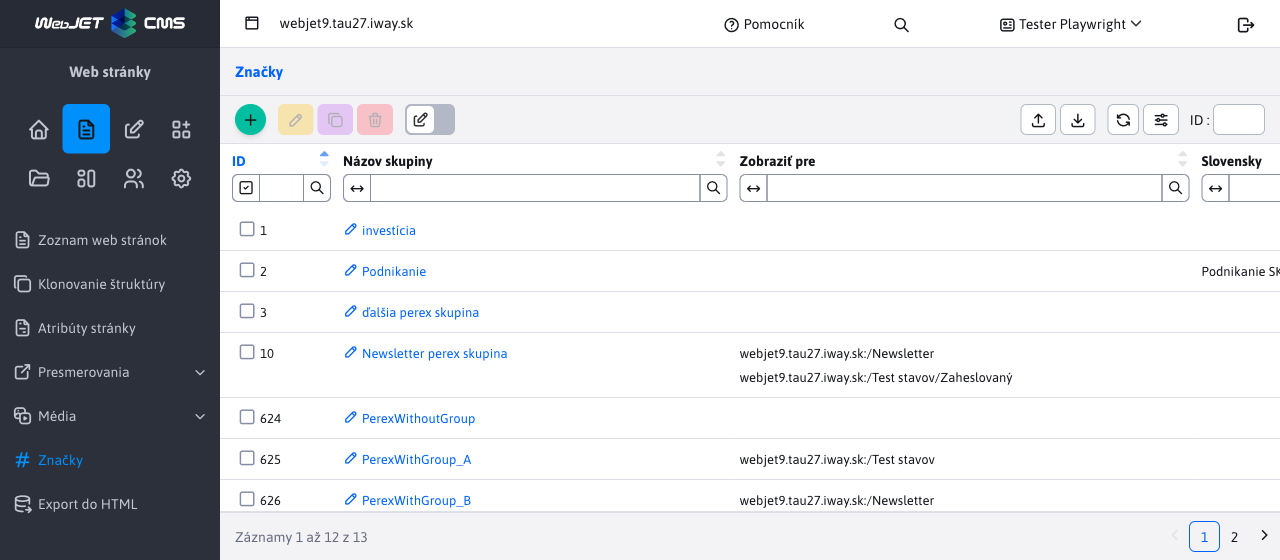 WebJET CMS
webjet9.tau27.iway.sk
Pomocník
Tester Playwright
Web stránky
Zoznam web stránok
Klonovanie štruktúry
Atribúty stránky
Presmerovania
Média
Značky
Export do HTML
Značky
ID :
ID
Názov skupiny
Zobraziť pre
Slovensky
1
investícia
2
Podnikanie
Podnikanie SK
3
ďalšia perex skupina
10
Newsletter perex skupina
webjet9.tau27.iway.sk:/Newsletter
webjet9.tau27.iway.sk:/Test stavov/Zaheslovaný
624
PerexWithoutGroup
625
PerexWithGroup_A
webjet9.tau27.iway.sk:/Test stavov
626
PerexWithGroup_B
webjet9.tau27.iway.sk:/Newsletter
Záznamy 1 až 12 z 13
1
2